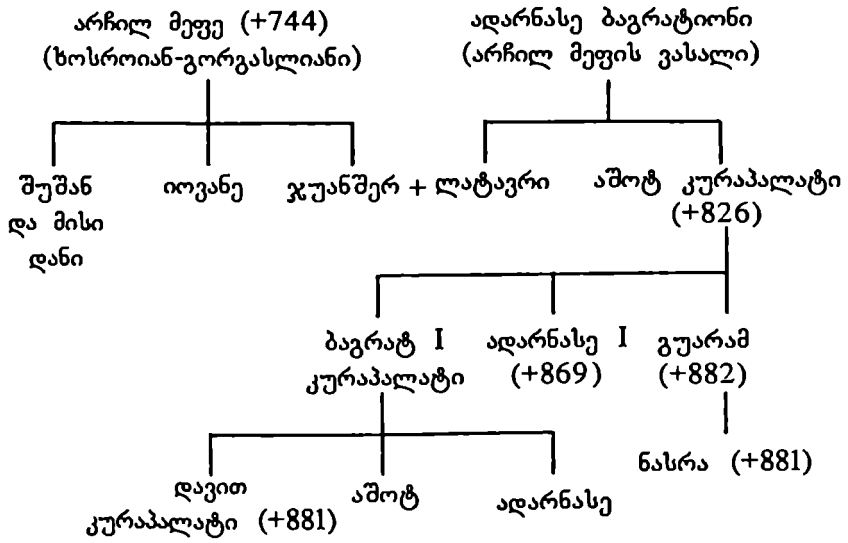 არჩილ მეფე (+744)
(ხოსროიან-გორგასლიანი)
ადარნასე ბაგრატიონი
(არჩილ მეფის ვასალი)
შუშან
და მისი
დანი
იოვანე
ჯუანშერ + ლატავრი
აშოტ კურაპალატი
(+826)
ბაგრატ I
კურაპალატი
ადარნასე I
(+869)
გუარამ
(+882)
ნასრა (+881)
დავით
კურაპალატი (+881)
აშოტ
ადარნასე